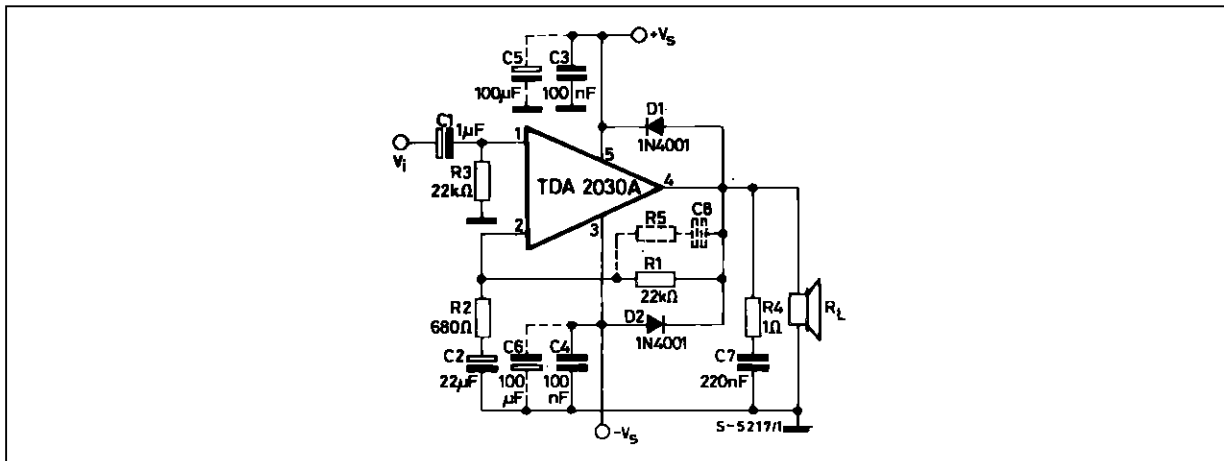 +Vs
C5
C3
100µF
100 nF
D1
1N4001
C1
1µF
1
Vi
5
R3
22kΩ
TDA 2030A
4
2
3
R5
C8
R1
22kΩ
R2
680Ω
D2
1N4001
R4
1Ω
RL
C2
22µF
C6
100
µF
C4
100
nF
C7
220nF
S-5217/1
-Vs